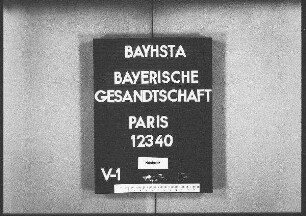 BAYHSTA
BAYERISCHE
GESANDTSCHAFT
PARIS
12340
V-1